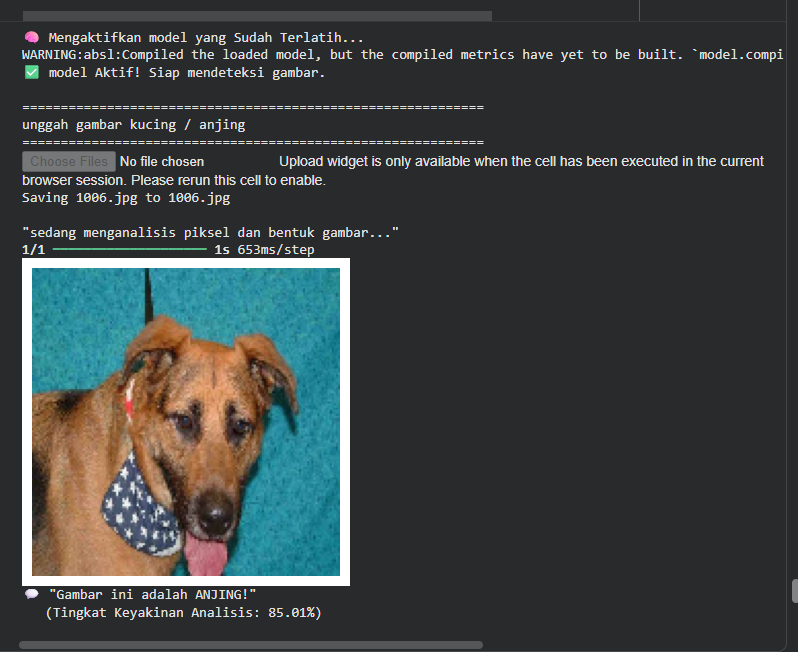 🧠 Mengaktifkan model yang Sudah Terlatih...
WARNING:absl:Compiled the loaded model, but the compiled metrics have yet to be built. `model.compi
✅ model Aktif! Siap mendeteksi gambar.
============================================================
unggah gambar kucing / anjing
============================================================
Choose Files No file chosen Upload widget is only available when the cell has been executed in the current
browser session. Please rerun this cell to enable.
Saving 1006.jpg to 1006.jpg
"sedang menganalisis piksel dan bentuk gambar..."
1/1 ━━━━━━━━━━━━━━━━━━━━ 1s 653ms/step
💬 "Gambar ini adalah ANJING!"
(Tingkat Keyakinan Analisis: 85.01%)